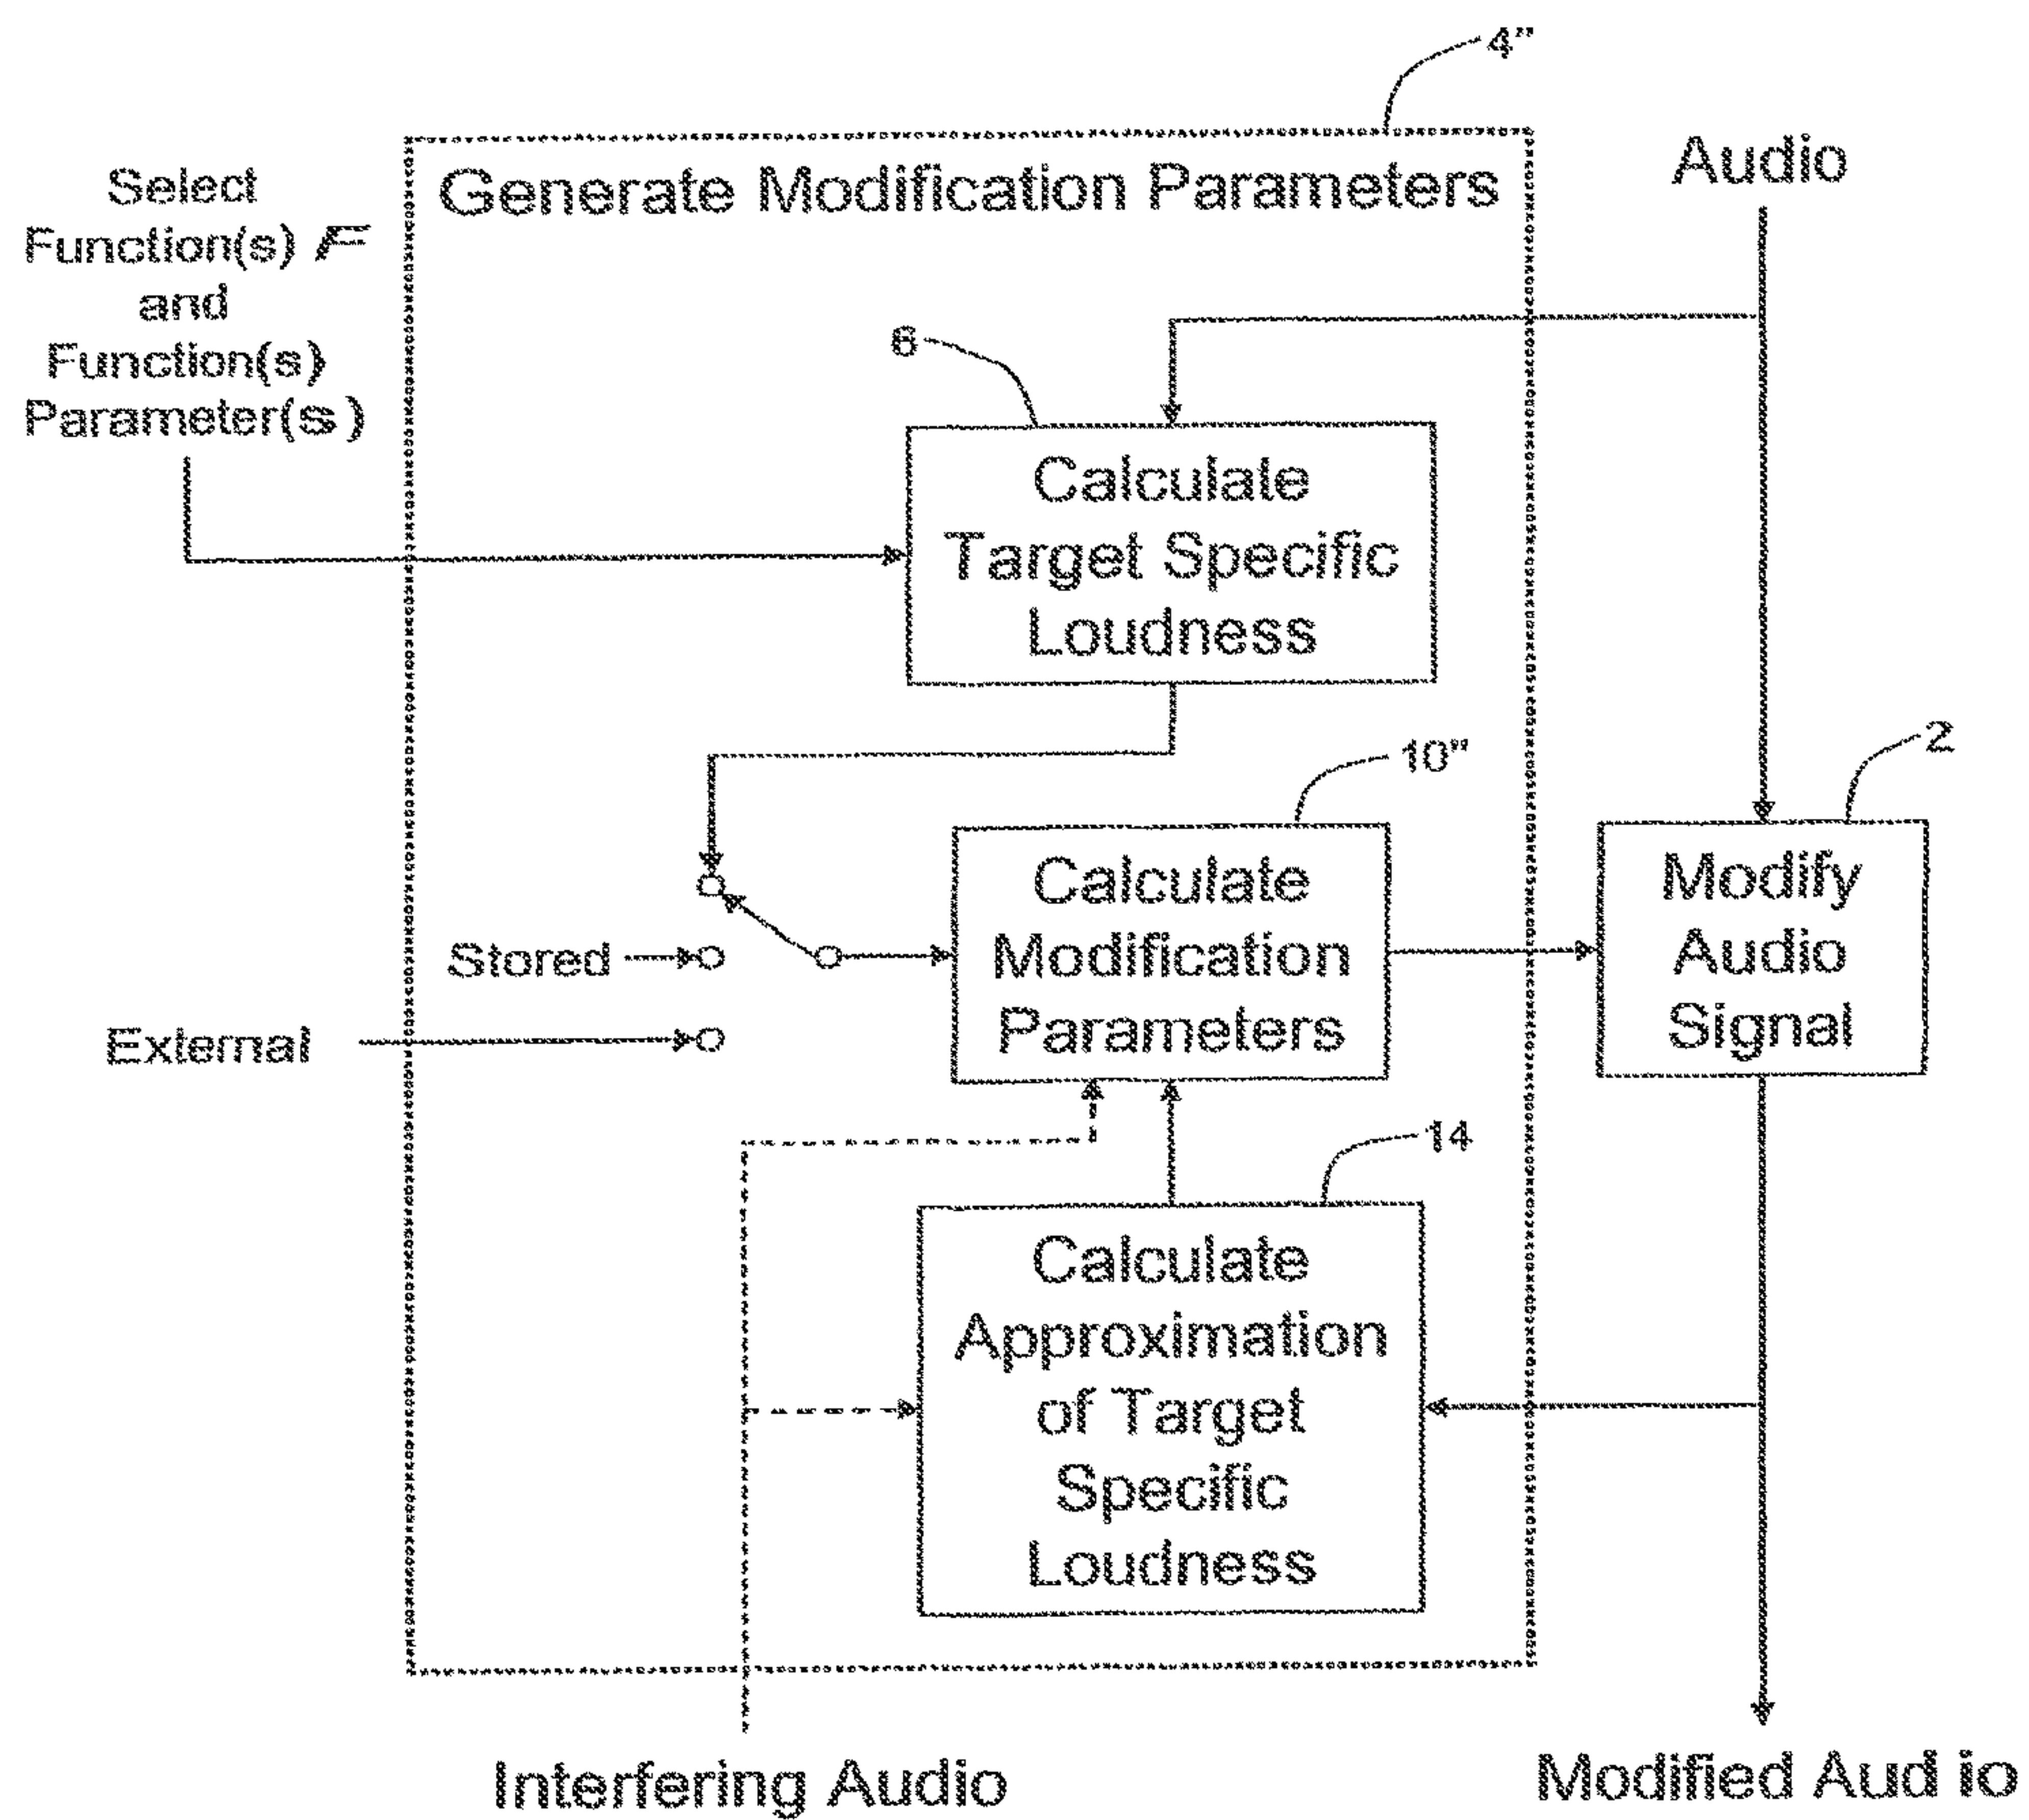 4"
Generate Modification Parameters
Audio
Select
Function(s) F
and
Function(s)
Parameter(s)
6
Calculate
Target Specific
Loudness
10"
2
Calculate
Modification
Parameters
Modify
Audio
Signal
Stored
External
14
Calculate
Approximation
of Target
Specific
Loudness
Interfering Audio
Modified Aud io